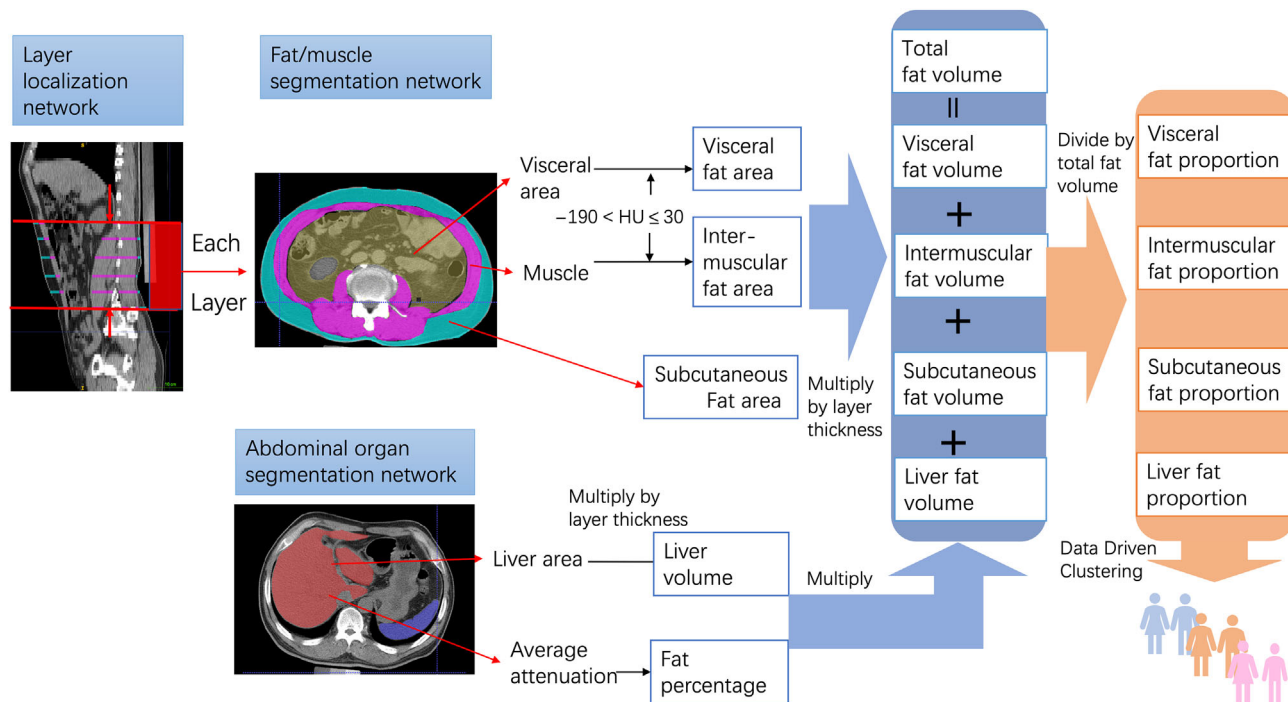 Layer
localization
network
Fat/muscle
segmentation network
Each
Layer
Visceral
area
Muscle
−190 < HU ≤ 30
Visceral
fat area
Inter-
muscular
fat area
Subcutaneous
Fat area
Multiply
by layer
thickness
Abdominal organ
segmentation network
Multiply by
layer thickness
Liver area
Liver
volume
Average
attenuation
Fat
percentage
Multiply
Total
fat volume
=
Visceral
fat volume
+
Intermuscular
fat volume
+
Subcutaneous
fat volume
+
Liver fat
volume
Divide by
total fat
volume
Visceral
fat proportion
Intermuscular
fat proportion
Subcutaneous
fat proportion
Liver fat
proportion
Data Driven
Clustering